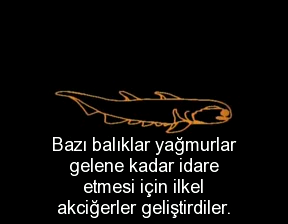 Bazı balıklar yağmurlar
gelene kadar idare
etmesi için ilkel
akciğerler geliştirdiler.